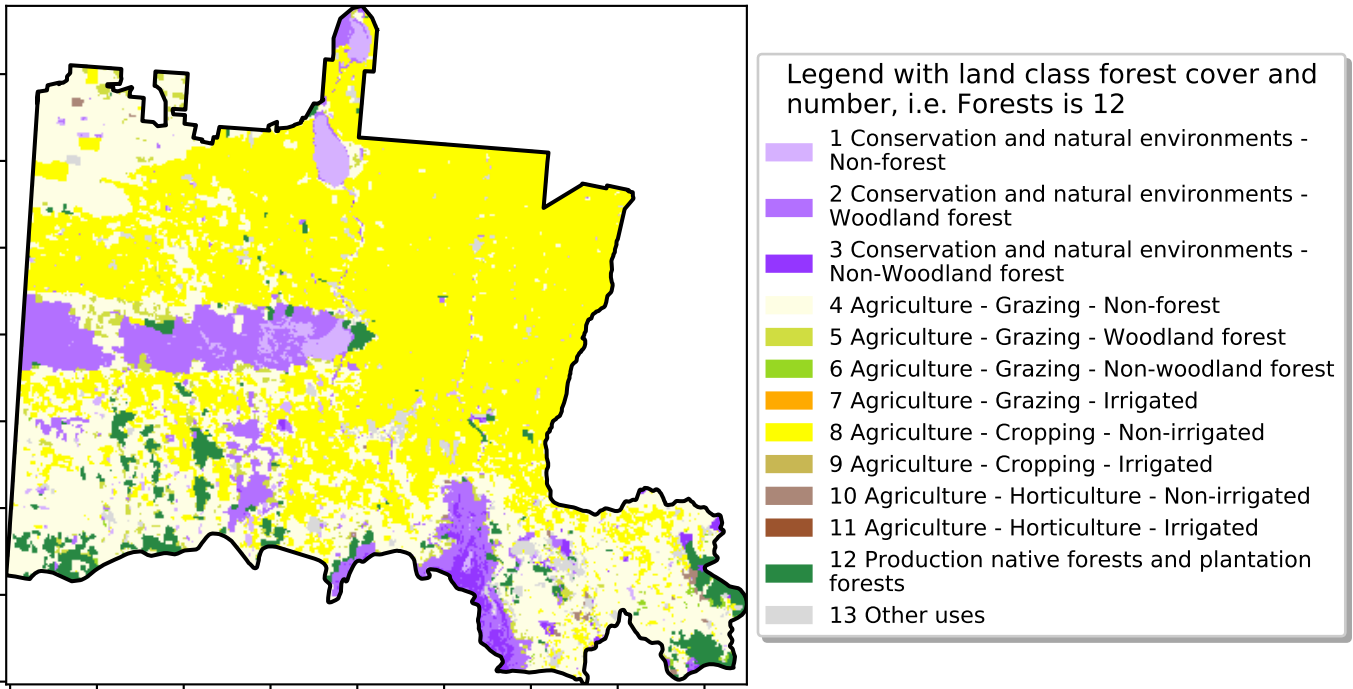 Legend with land class forest cover and
number, i.e. Forests is 12
1 Conservation and natural environments -
Non-forest
2 Conservation and natural environments -
Woodland forest
3 Conservation and natural environments -
Non-Woodland forest
4 Agriculture - Grazing - Non-forest
5 Agriculture - Grazing - Woodland forest
6 Agriculture - Grazing - Non-woodland forest
7 Agriculture - Grazing - Irrigated
8 Agriculture - Cropping - Non-irrigated
9 Agriculture - Cropping - Irrigated
10 Agriculture - Horticulture - Non-irrigated
11 Agriculture - Horticulture - Irrigated
12 Production native forests and plantation
forests
13 Other uses